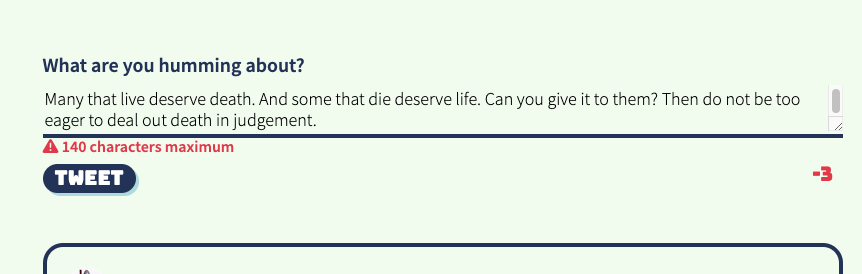 What are you humming about?
Many that live deserve death. And some that die deserve life. Can you give it to them? Then do not be too
eager to deal out death in judgement.
140 characters maximum
TWEET
-3